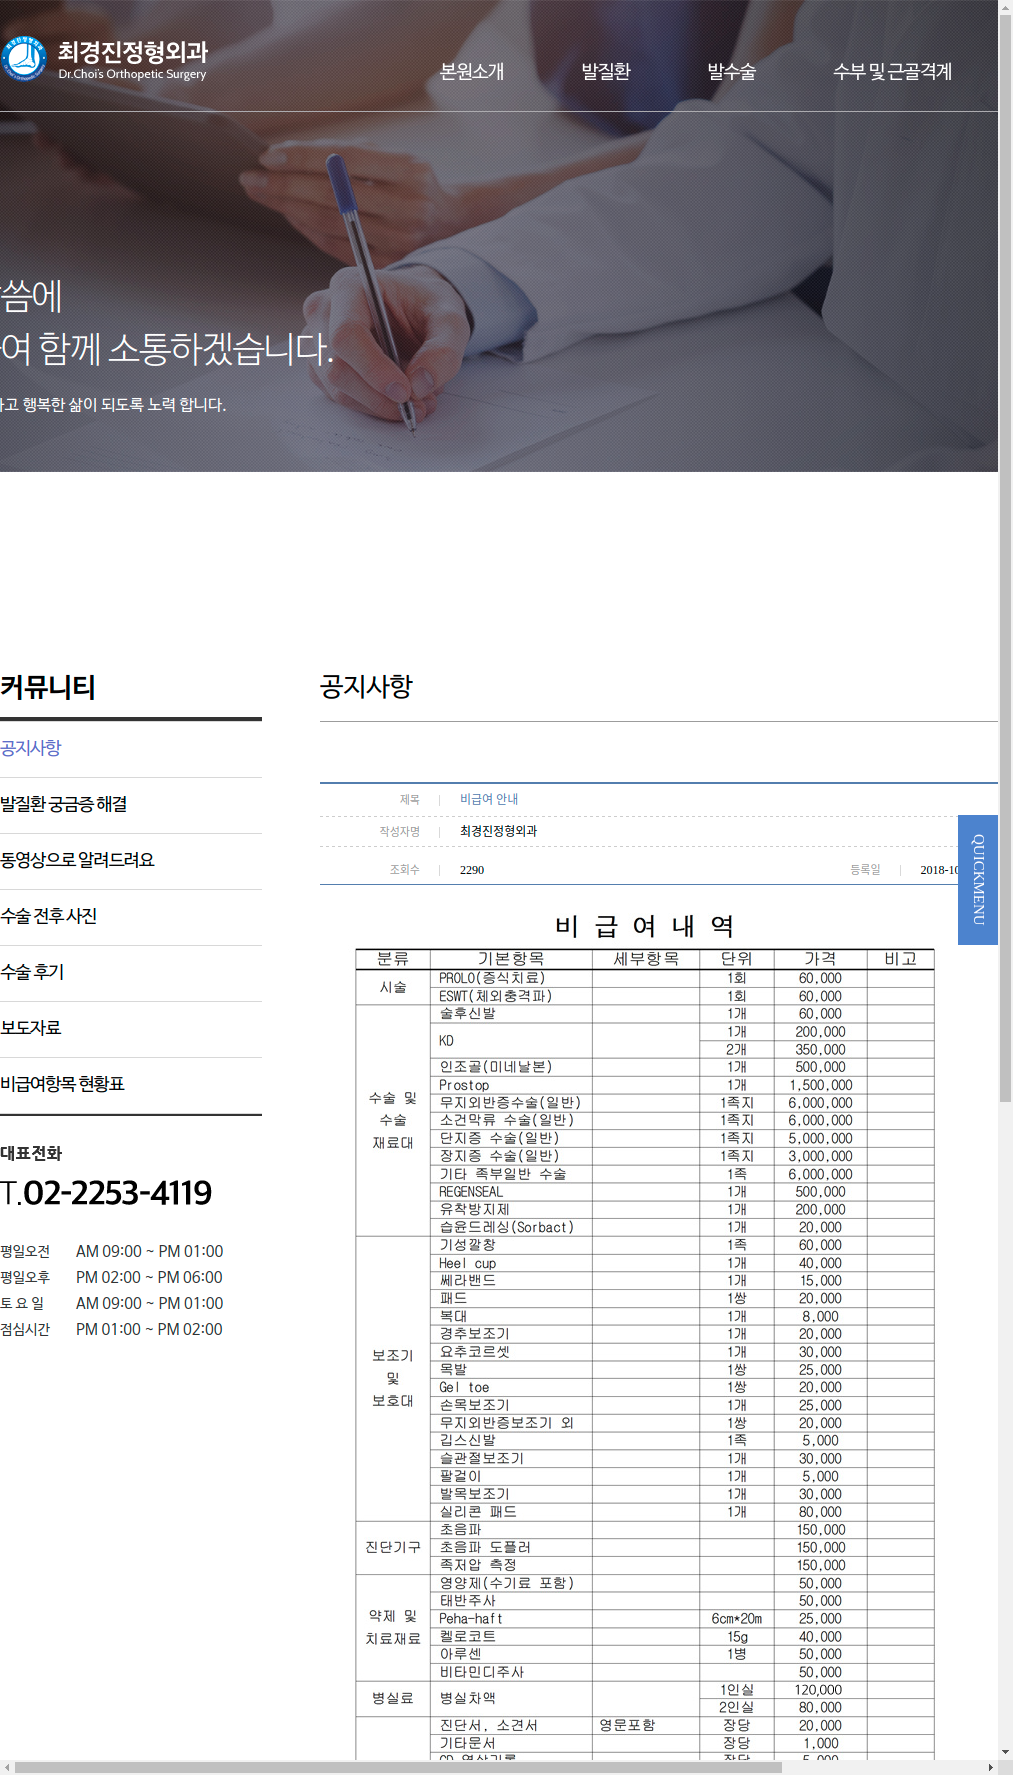 최경진정형외과
Dr.Choi's Orthopetic Surgery
본원소개 발질환 발수술 수부 및 근골격계
씀에
여 함께 소통하겠습니다.
고 행복한 삶이 되도록 노력 합니다.
커뮤니티
공지사항
발질환 궁금증 해결
동영상으로 알려드려요
수술 전후 사진
수술 후기
보도자료
비급여항목 현황표
대표전화
T.02-2253-4119
평일오전 AM 09:00 ~ PM 01:00
평일오후 PM 02:00 ~ PM 06:00
토 요 일 AM 09:00 ~ PM 01:00
점심시간 PM 01:00 ~ PM 02:00
공지사항
제목 비급여 안내
작성자명 최경진정형외과
조회수 2290 등록일 2018-10
QUICKMENU
비 급 여 내 역
분류 기본항목 세부항목 단위 가격 비고
시술 PROLO(증식치료) 1회 60,000
ESWT(체외충격파) 1회 60,000
수술 및 수술 재료대 술후신발 1개 60,000
KD 1개 200,000
2개 350,000
인조골(미네날본) 1개 500,000
Prostop 1개 1,500,000
무지외반증수술(일반) 1족지 6,000,000
소건막류 수술(일반) 1족지 6,000,000
단지증 수술(일반) 1족지 5,000,000
장지증 수술(일반) 1족지 3,000,000
기타 족부일반 수술 1족 6,000,000
REGENSEAL 1개 500,000
유착방지제 1개 200,000
습윤드레싱(Sorbact) 1개 20,000
보조기 및 보호대 기성깔창 1족 60,000
Heel cup 1개 40,000
쎄라밴드 1개 15,000
패드 1쌍 20,000
복대 1개 8,000
경추보조기 1개 20,000
요추코르셋 1개 30,000
목발 1쌍 25,000
Gel toe 1쌍 20,000
손목보조기 1개 25,000
무지외반증보조기 외 1쌍 20,000
깁스신발 1족 5,000
슬관절보조기 1개 30,000
팔걸이 1개 5,000
발목보조기 1개 30,000
실리콘 패드 1개 80,000
진단기구 초음파 150,000
초음파 도플러 150,000
족저압 측정 150,000
약제 및 치료재료 영양제(수기료 포함) 50,000
태반주사 50,000
Peha-haft 6cm*20m 25,000
켈로코트 15g 40,000
아루센 1병 50,000
비타민디주사 50,000
병실료 병실차액 1인실 120,000
2인실 80,000
진단서, 소견서 영문포함 장당 20,000
기타문서 장당 1,000
CD 영상기록 장당 5,000